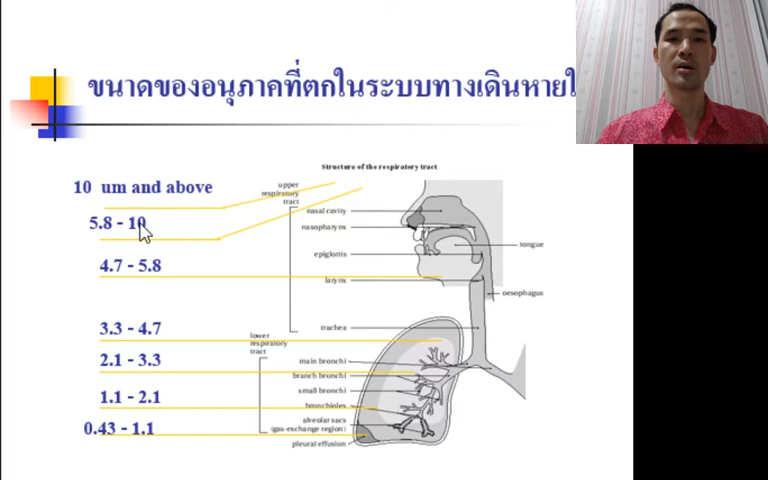 ขนาดของอนุภาคที่ตกในระบบทางเดินหายใ
Structure of the respiratory tract
10 um and above
5.8 - 10
4.7 - 5.8
3.3 - 4.7
2.1 - 3.3
1.1 - 2.1
0.43 - 1.1
upper
respiratory
tract
nasal cavity
nasopharynx
epiglottis
larynx
trachea
lower
respiratory
tract
main bronchi
branch bronchi
small bronchi
bronchioles
alveolar sacs
(gas-exchange region)
pleural effusion
tongue
oesophagus